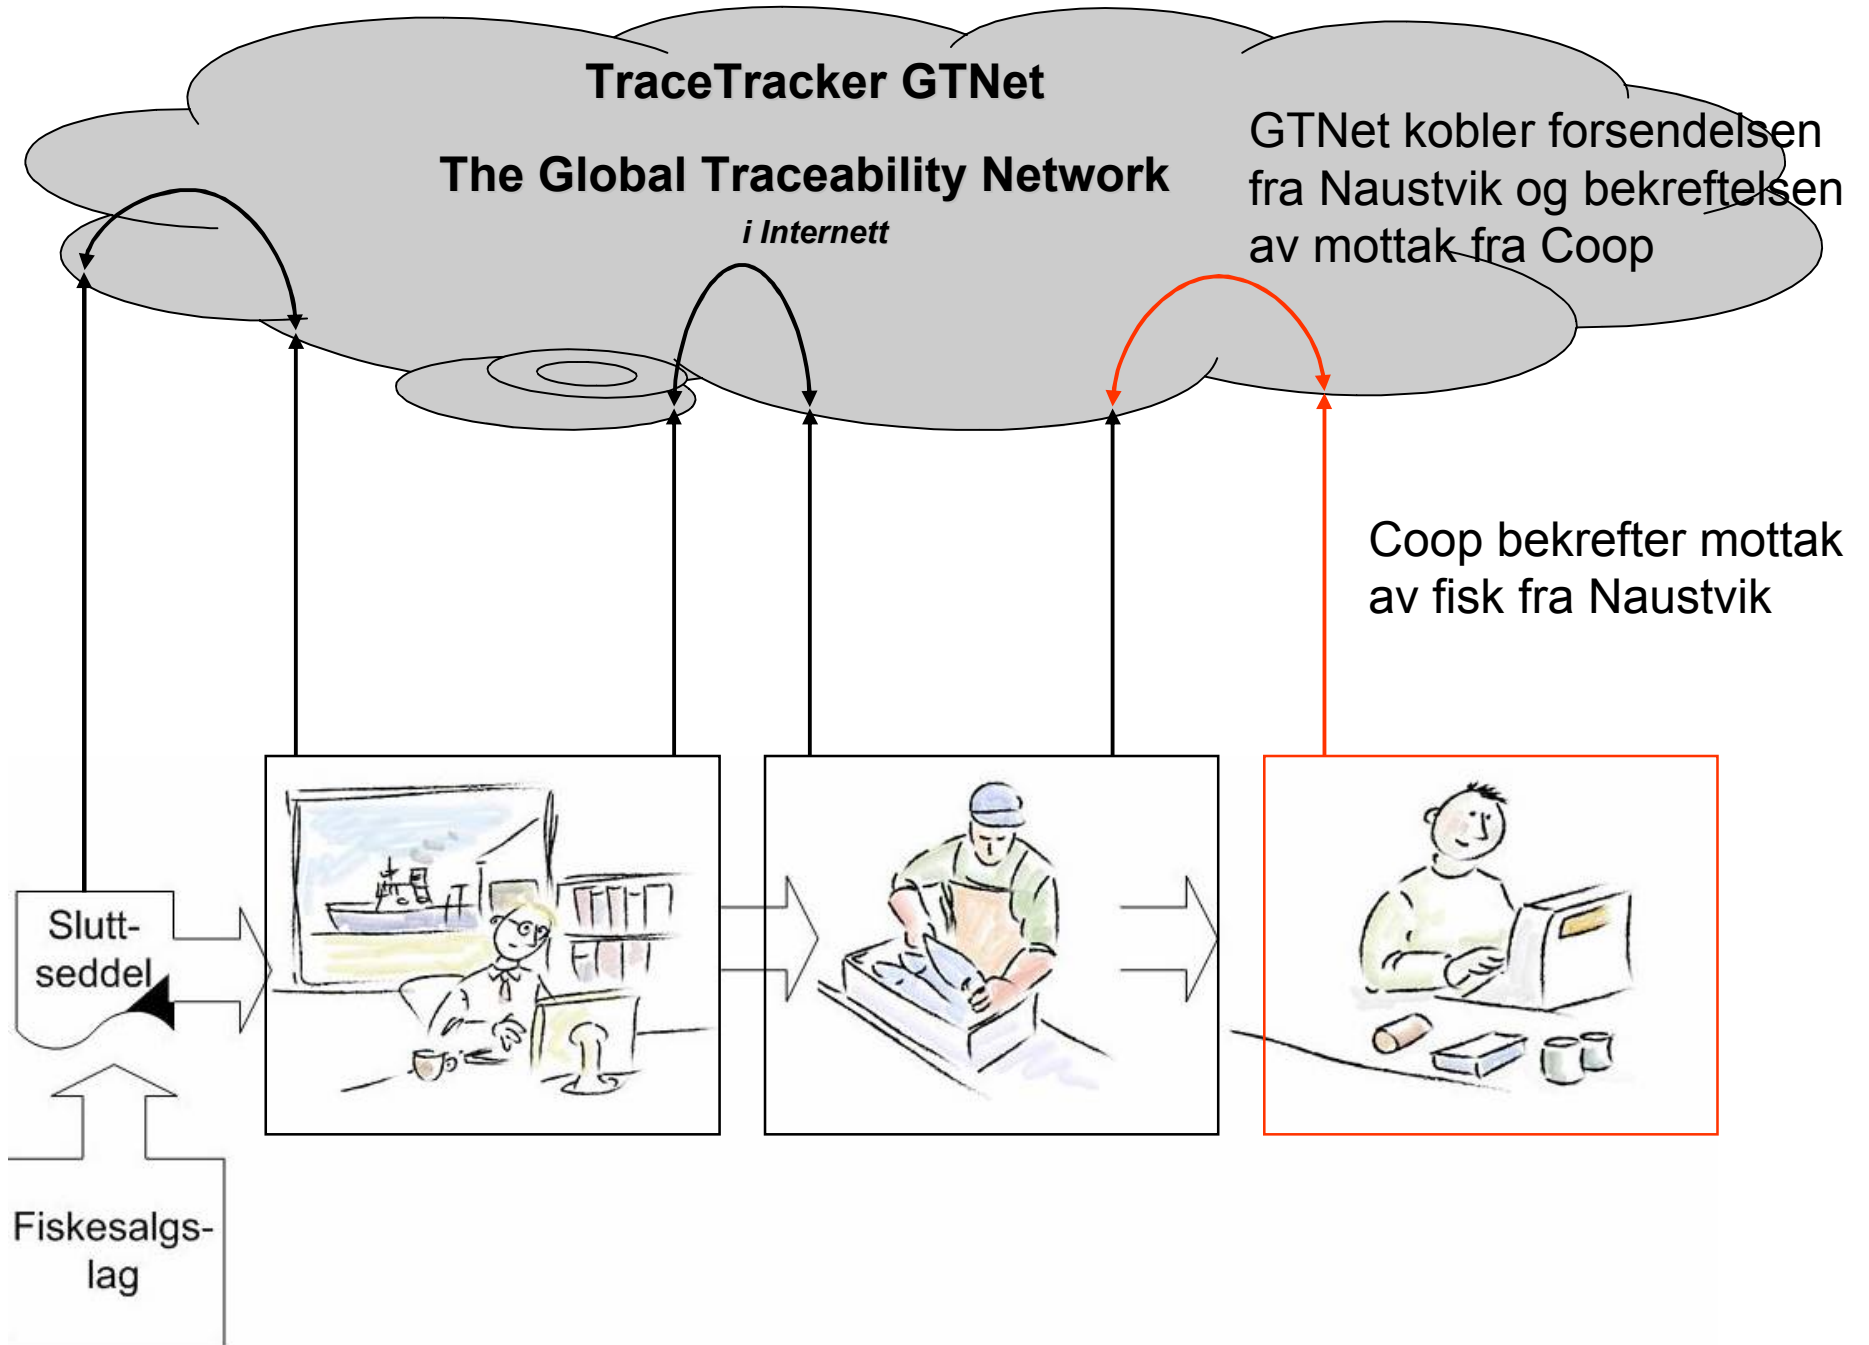 TraceTracker GTNet
The Global Traceability Network
i Internett
GTNet kobler forsendelsen
fra Naustvik og bekreftelsen
av mottak fra Coop
Coop bekrefter mottak
av fisk fra Naustvik
Slutt-
seddel
Fiskesalgs-
lag